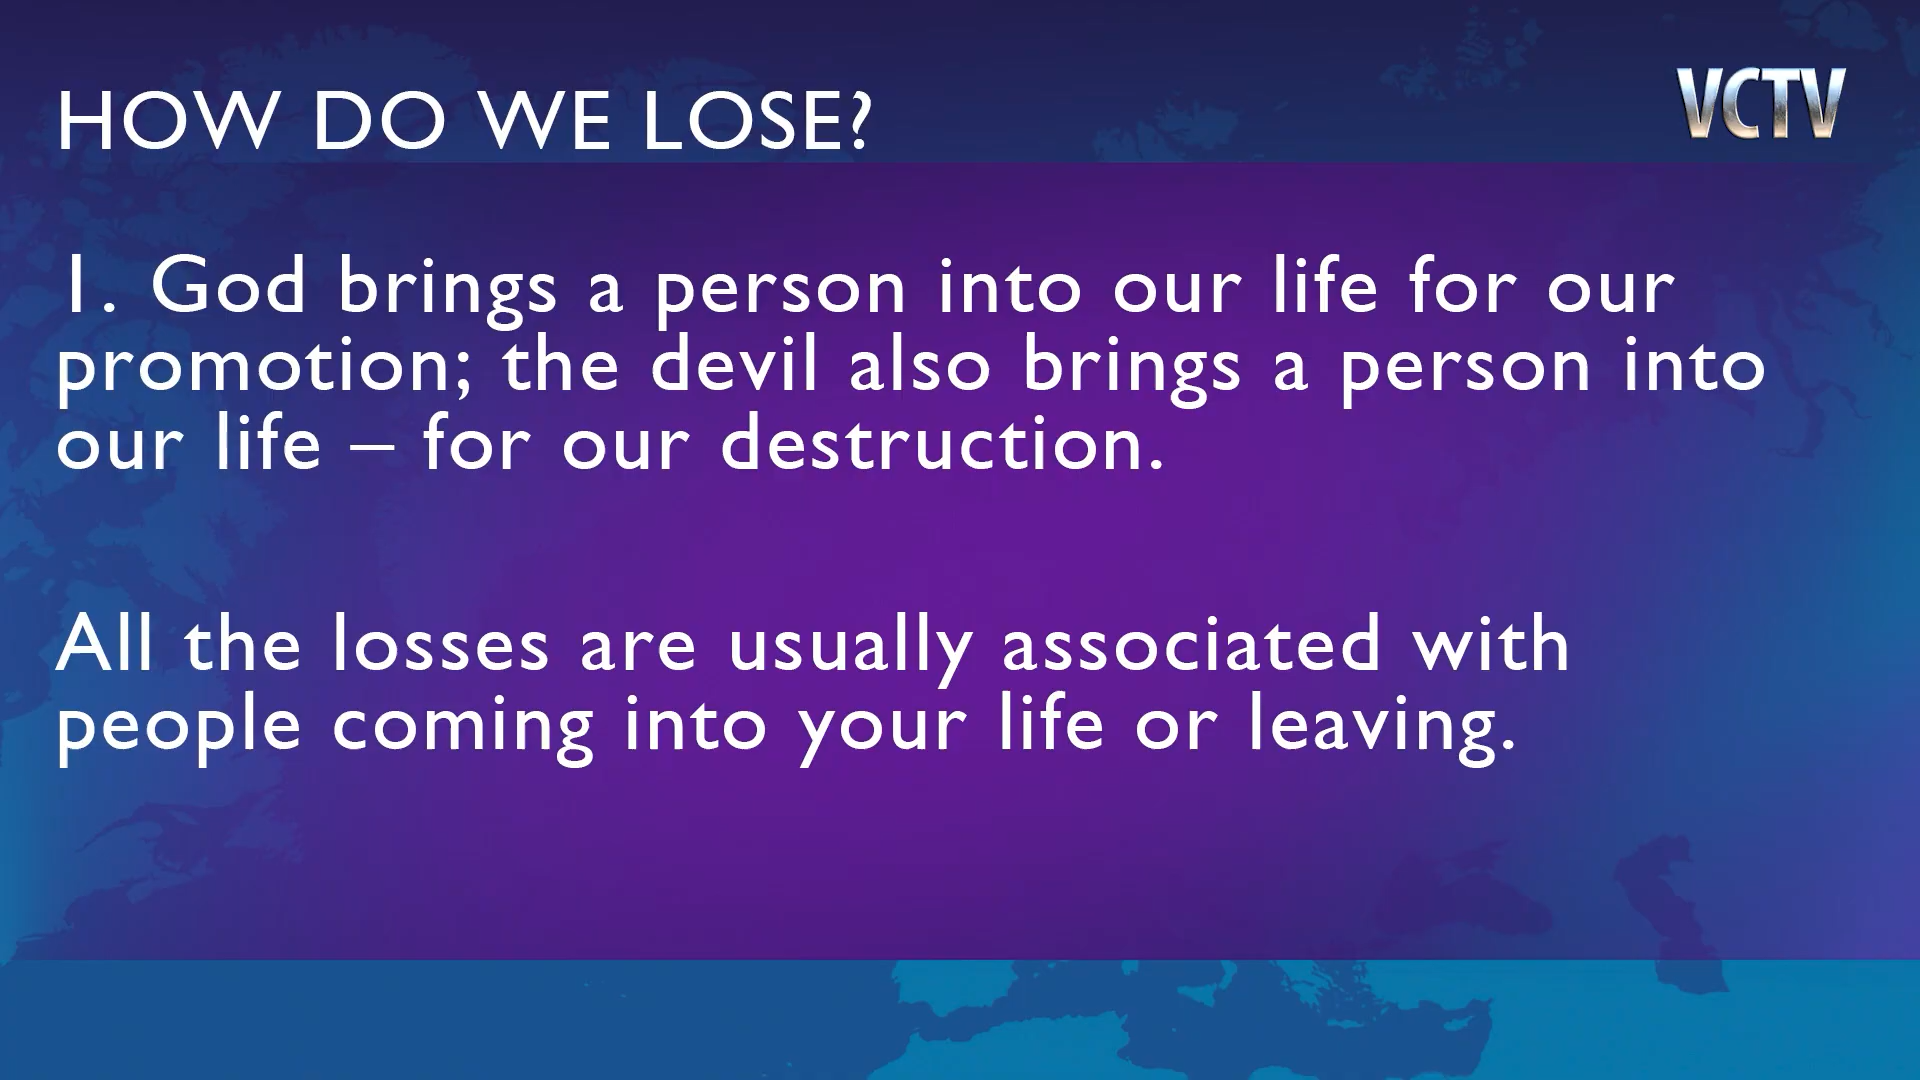 HOW DO WE LOSE?
VCTV
1. God brings a person into our life for our
promotion; the devil also brings a person into
our life – for our destruction.
All the losses are usually associated with
people coming into your life or leaving.